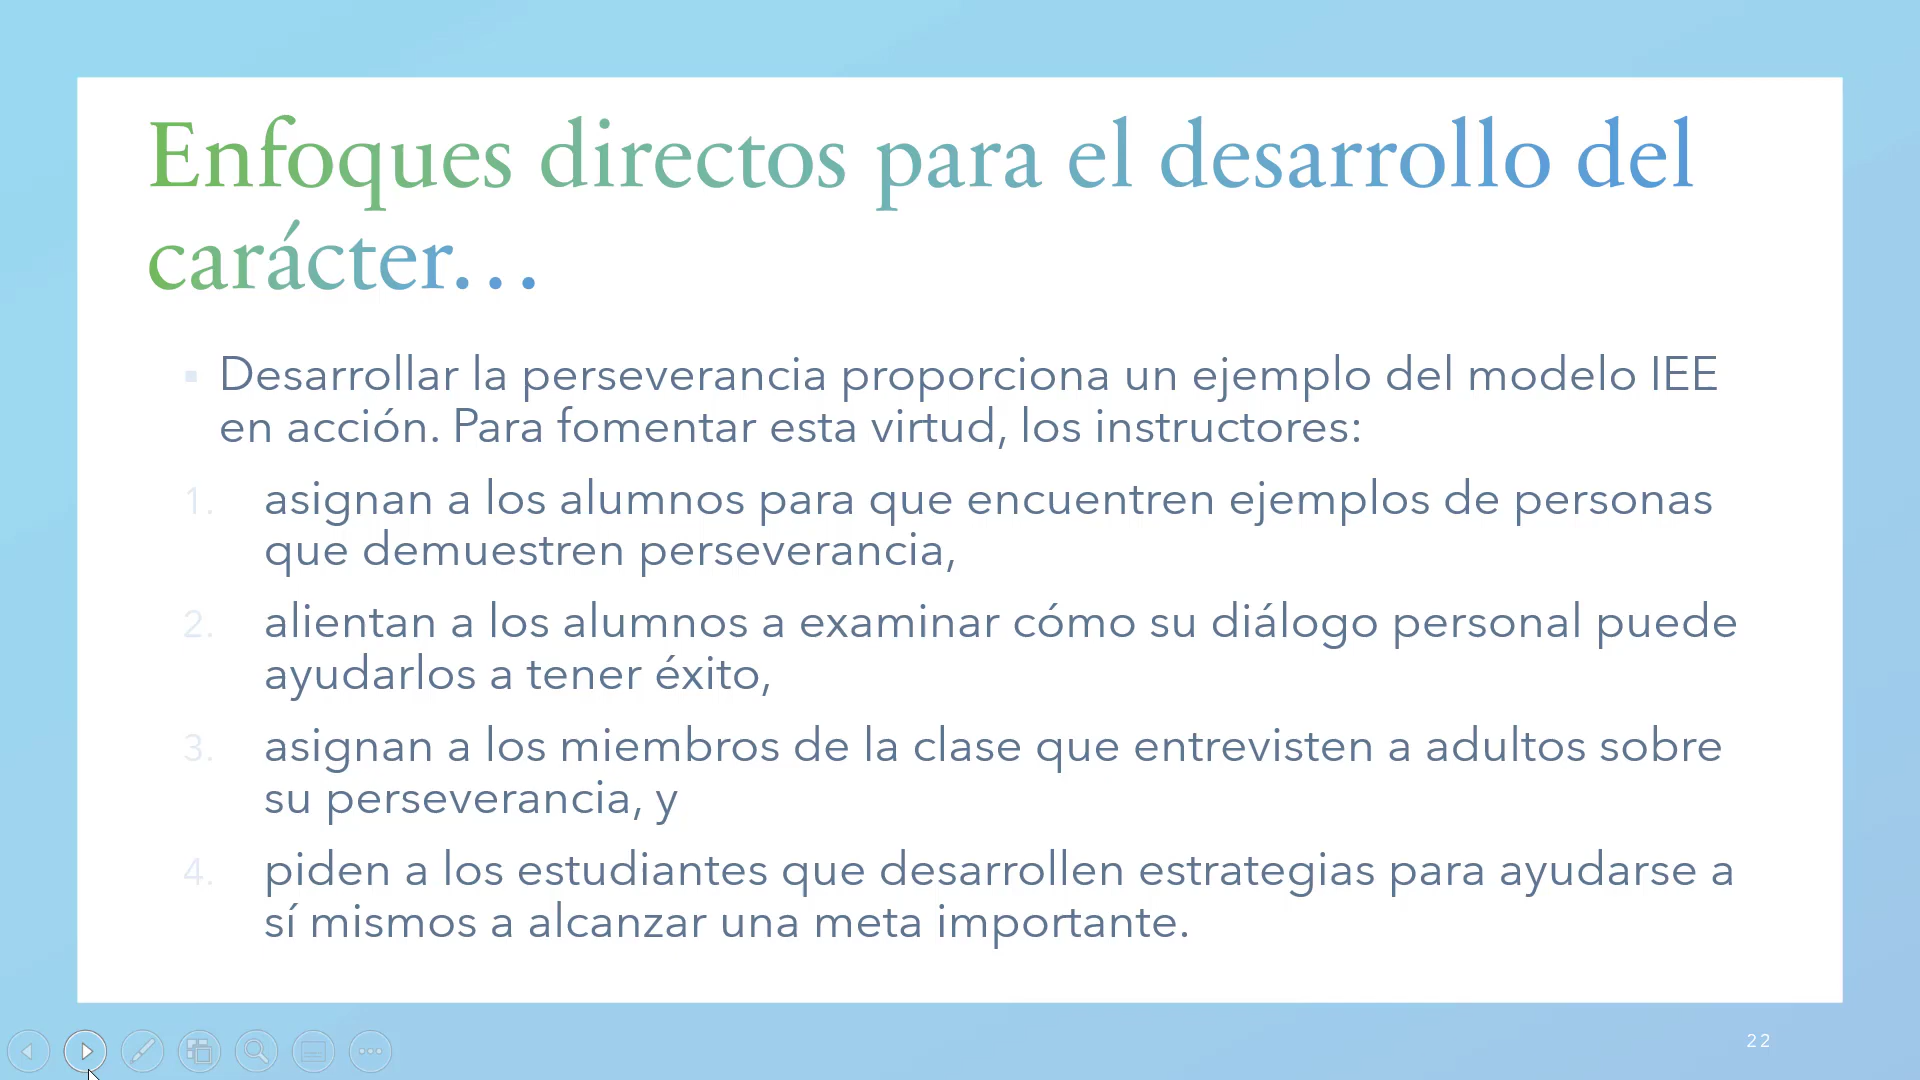 Enfoques directos para el desarrollo del
carácter...
▪ Desarrollar la perseverancia proporciona un ejemplo del modelo IEE
en acción. Para fomentar esta virtud, los instructores:
1. asignan a los alumnos para que encuentren ejemplos de personas
que demuestren perseverancia,
2. alientan a los alumnos a examinar cómo su diálogo personal puede
ayudarlos a tener éxito,
3. asignan a los miembros de la clase que entrevisten a adultos sobre
su perseverancia, y
4. piden a los estudiantes que desarrollen estrategias para ayudarse a
sí mismos a alcanzar una meta importante.
22